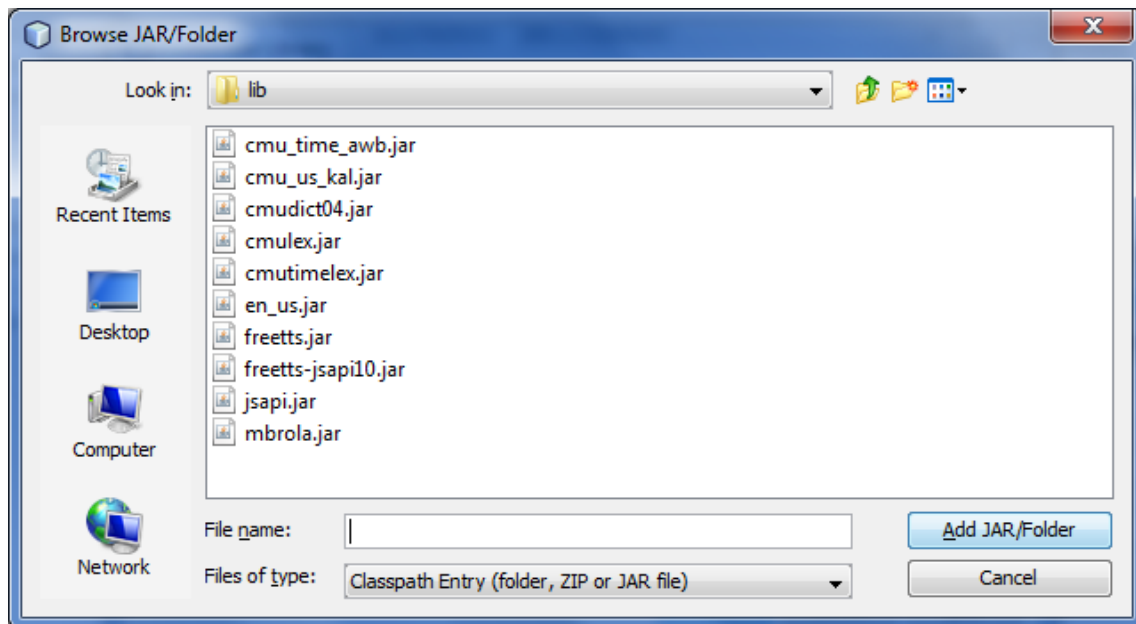 Browse JAR/Folder
x
Look in: lib
cmu_time_awb.jar
cmu_us_kal.jar
cmudict04.jar
cmulex.jar
cmutimelex.jar
en_us.jar
freetts.jar
freetts-jsapi10.jar
jsapi.jar
mbrola.jar
Recent Items
Desktop
Computer
Network
File name:
Add JAR/Folder
Files of type: Classpath Entry (folder, ZIP or JAR file)
Cancel